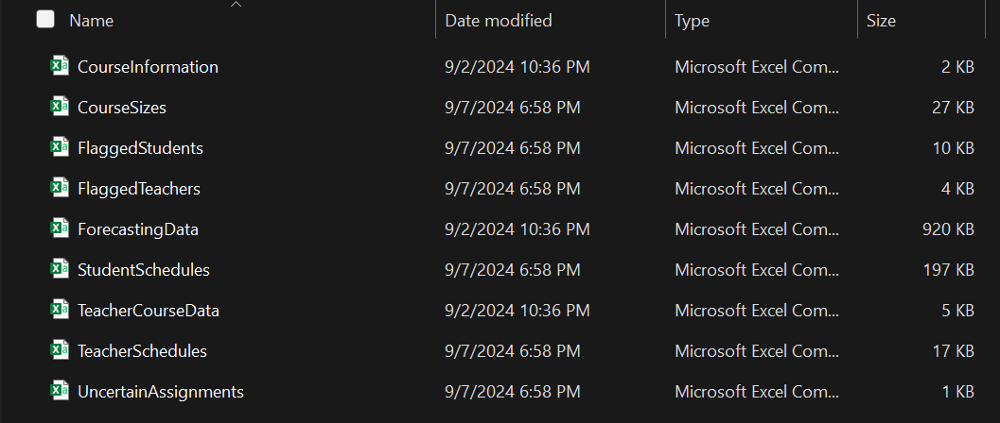 Name Date modified Type Size
CourseInformation 9/2/2024 10:36 PM Microsoft Excel Com... 2 KB
CourseSizes 9/7/2024 6:58 PM Microsoft Excel Com... 27 KB
FlaggedStudents 9/7/2024 6:58 PM Microsoft Excel Com... 10 KB
FlaggedTeachers 9/7/2024 6:58 PM Microsoft Excel Com... 4 KB
ForecastingData 9/2/2024 10:36 PM Microsoft Excel Com... 920 KB
StudentSchedules 9/7/2024 6:58 PM Microsoft Excel Com... 197 KB
TeacherCourseData 9/2/2024 10:36 PM Microsoft Excel Com... 5 KB
TeacherSchedules 9/7/2024 6:58 PM Microsoft Excel Com... 17 KB
UncertainAssignments 9/7/2024 6:58 PM Microsoft Excel Com... 1 KB